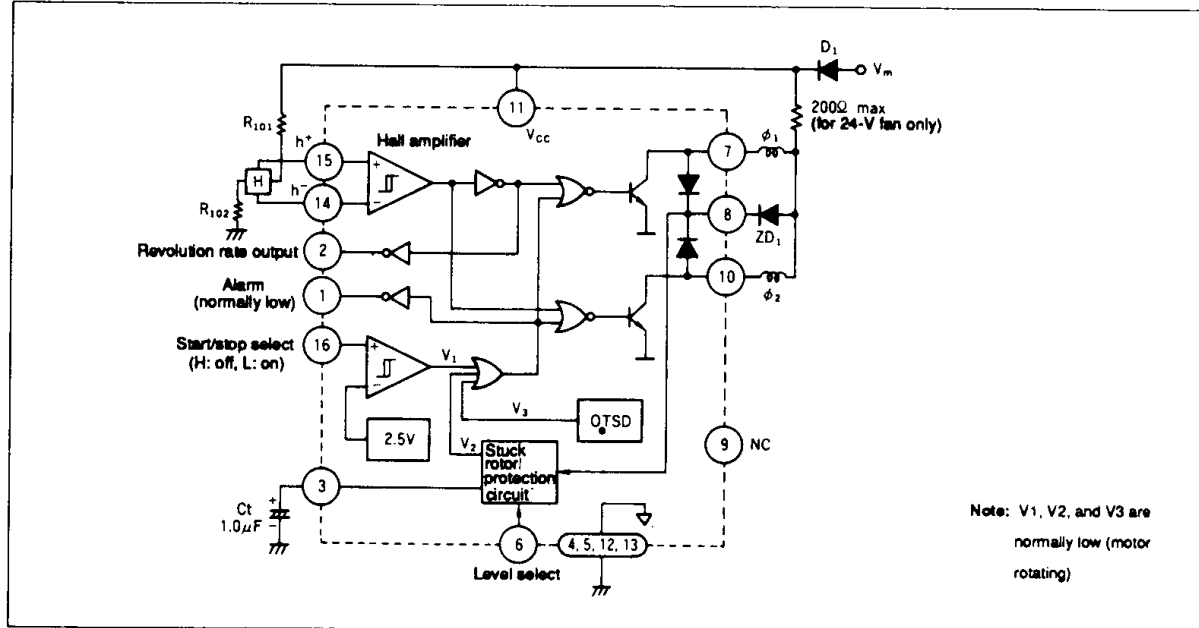 D1
Vm
11
VCC
200Ω max
(for 24-V fan only)
R101
h+
15
Hall amplifier
+
-
7
ϕ1
H
h-
14
R102
8
ZD1
Revolution rate output
2
10
ϕ2
Alarm
(normally low)
1
Start/stop select
(H: off, L: on)
16
+
-
V1
V3
OTSD
2.5V
V2
Stuck
rotor/
protection
circuit
9
NC
3
Ct
+
1.0μF
-
6
4, 5, 12, 13
Level select
Note: V1, V2, and V3 are
normally low (motor
rotating)